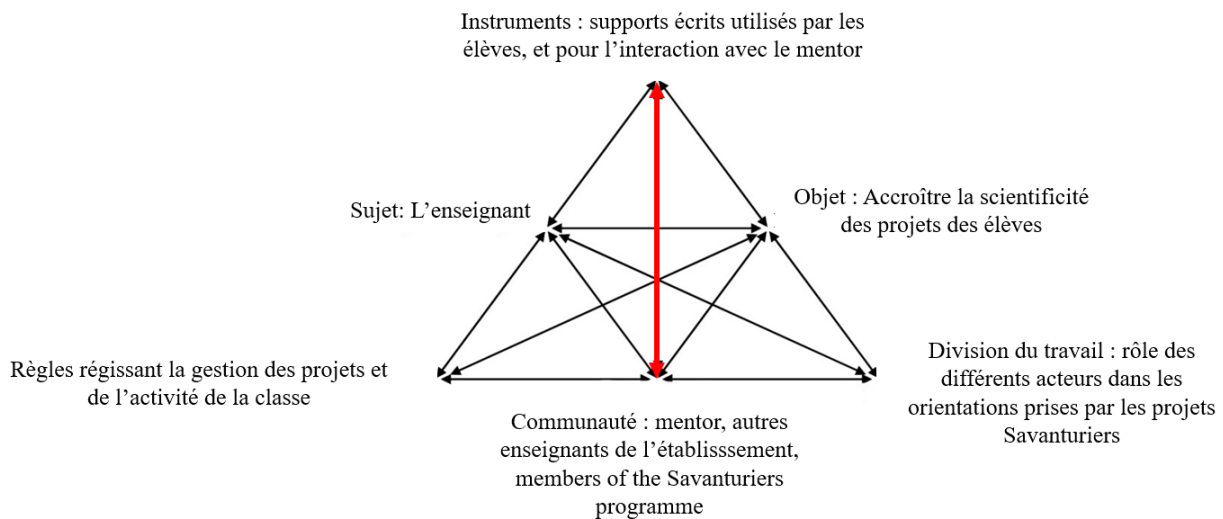 Instruments : supports écrits utilisés par les
élèves, et pour l’interaction avec le mentor
Sujet: L’enseignant
Objet : Accroître la scientificité
des projets des élèves
Règles régissant la gestion des projets et
de l’activité de la classe
Communauté : mentor, autres
enseignants de l’établisssement,
members of the Savanturiers
programme
Division du travail : rôle des
différents acteurs dans les
orientations prises par les projets
Savanturiers